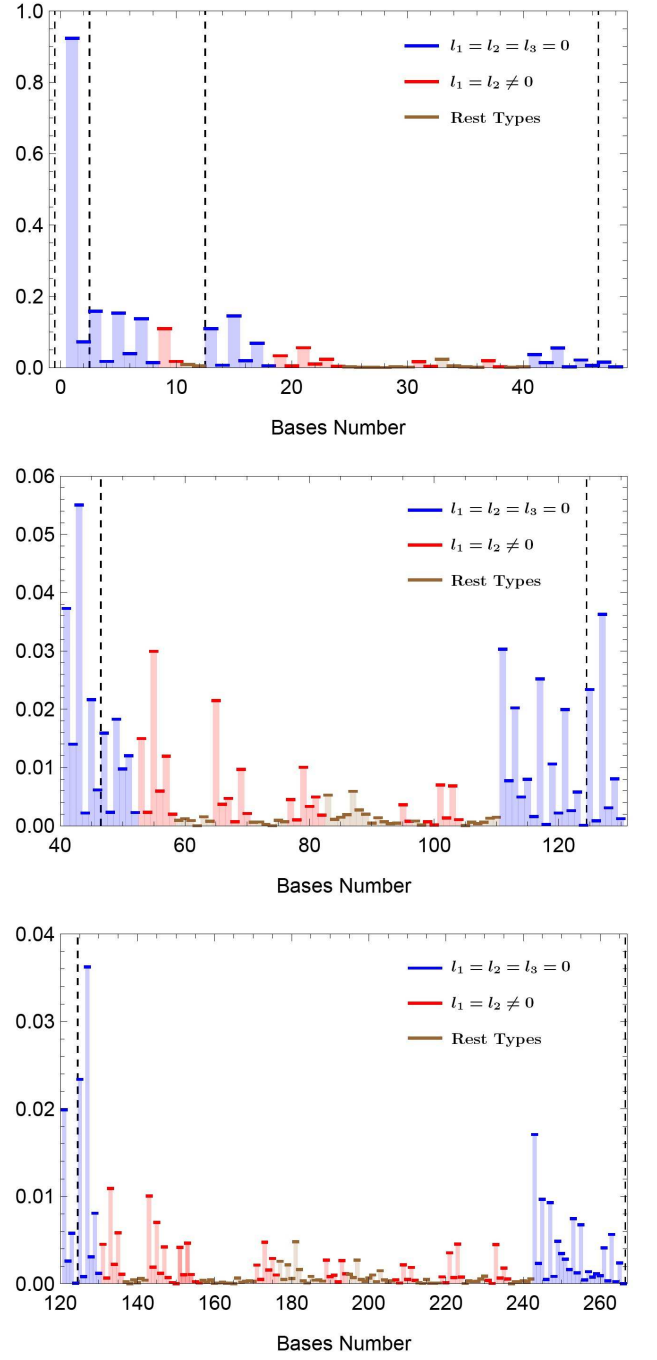 1.0
0.8
0.6
0.4
0.2
0.0
l₁ = l₂ = l₃ = 0
l₁ = l₂ ≠ 0
Rest Types
0 10 20 30 40
Bases Number
0.06
0.05
0.04
0.03
0.02
0.01
0.00
l₁ = l₂ = l₃ = 0
l₁ = l₂ ≠ 0
Rest Types
40 60 80 100 120
Bases Number
0.04
0.03
0.02
0.01
0.00
l₁ = l₂ = l₃ = 0
l₁ = l₂ ≠ 0
Rest Types
120 140 160 180 200 220 240 260
Bases Number